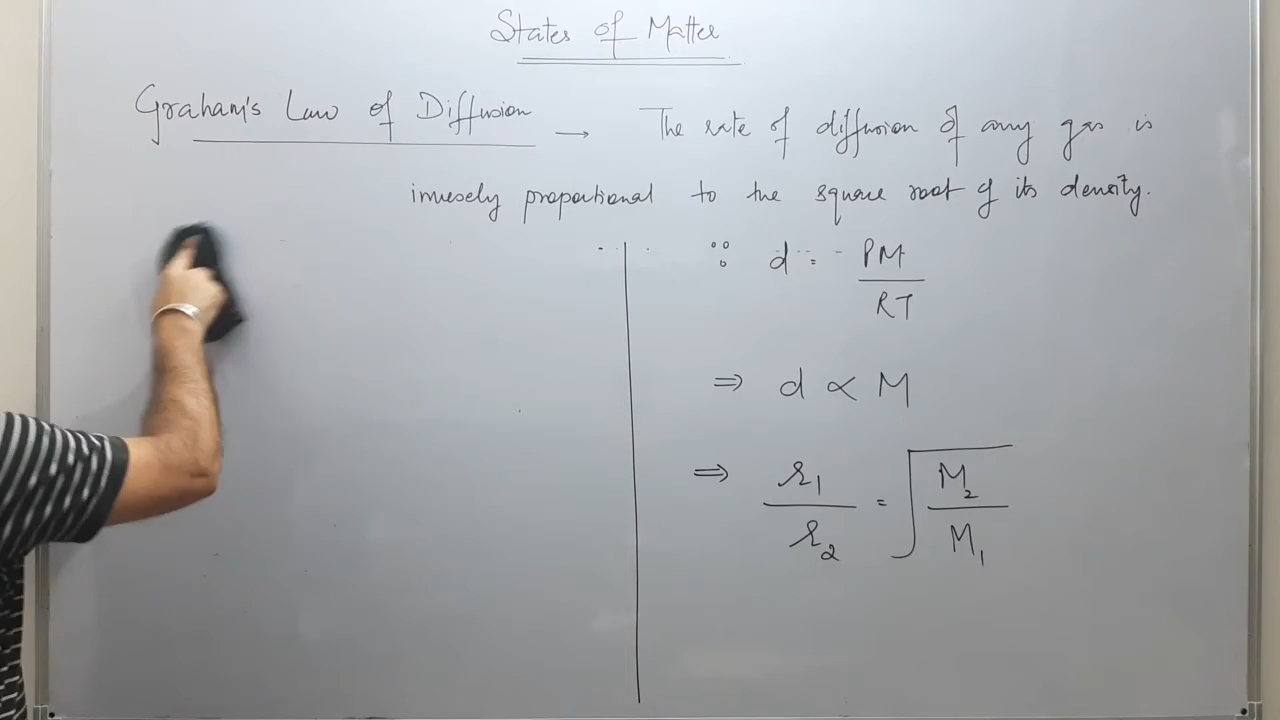 States of Matter
Graham's Law of Diffusion → The rate of diffusion of any gas is
inversely proportional to the square root of its density.
∵ d = PM / RT
⇒ d ∝ M
⇒ r₁ / r₂ = √(M₂ / M₁)